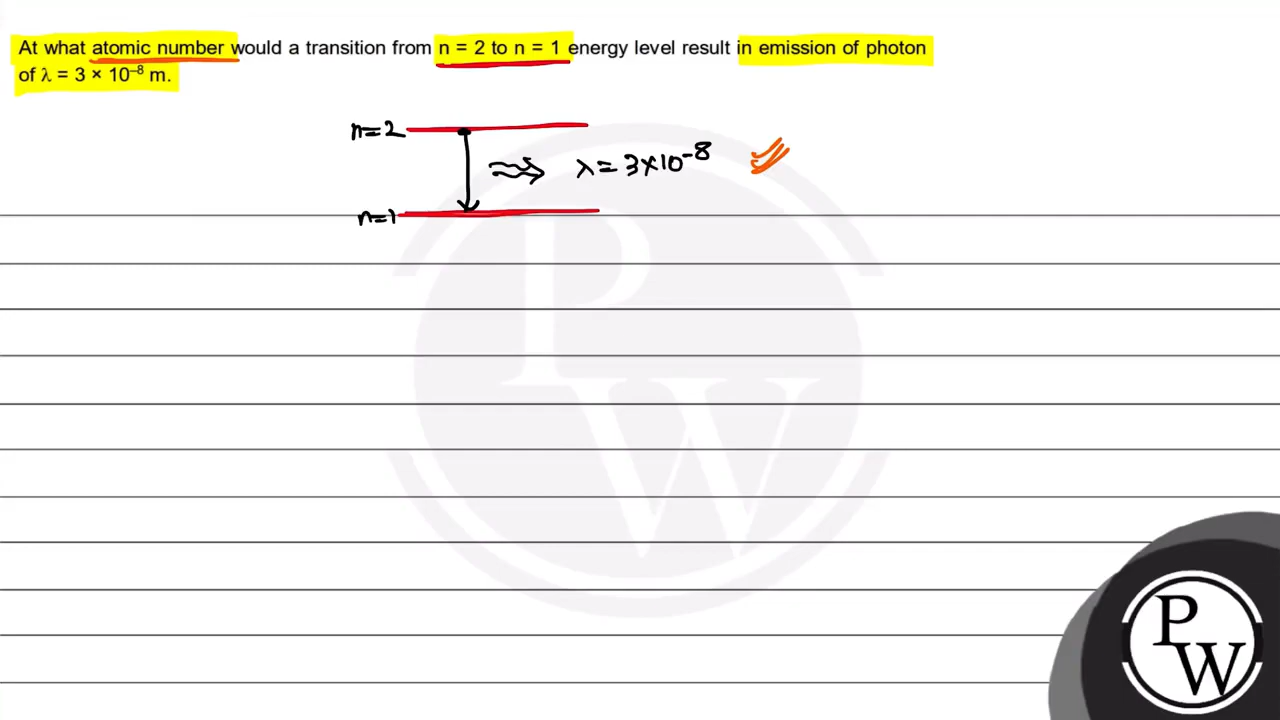 At what atomic number would a transition from n = 2 to n = 1 energy level result in emission of photon
of λ = 3 × 10⁻⁸ m.
n=2
λ = 3×10⁻⁸
n=1
P
W
P
W